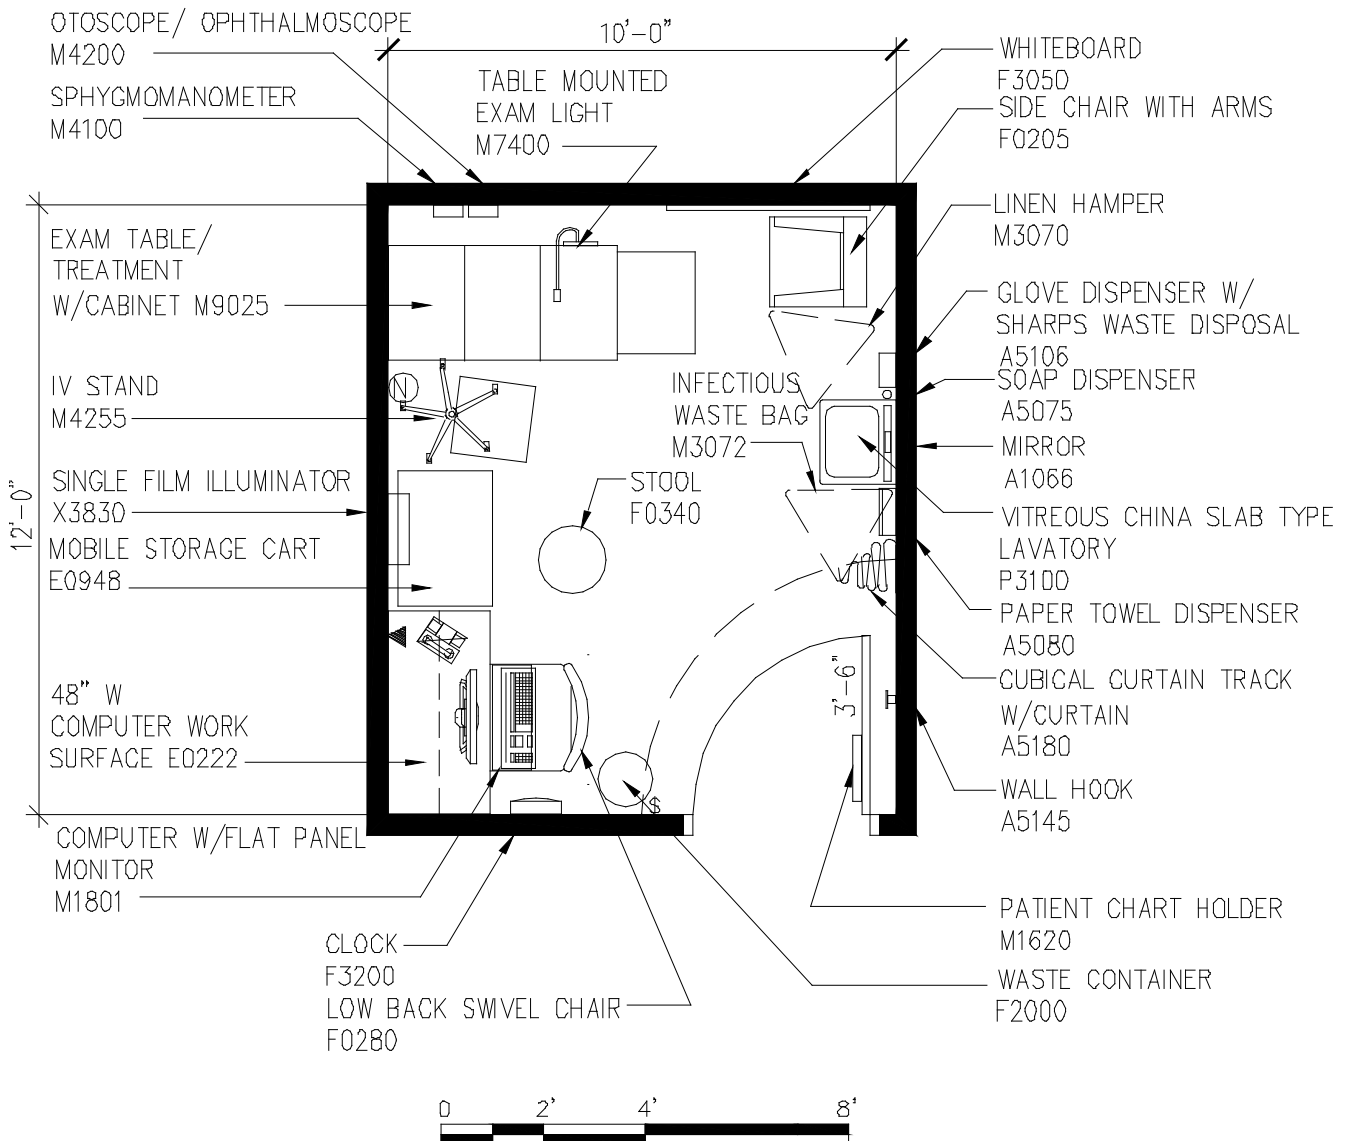 OTOSCOPE/ OPHTHALMOSCOPE
M4200
SPHYGMOMANOMETER
M4100
10'-0"
TABLE MOUNTED
EXAM LIGHT
M7400
WHITEBOARD
F3050
SIDE CHAIR WITH ARMS
F0205
LINEN HAMPER
M3070
EXAM TABLE/
TREATMENT
W/CABINET M9025
GLOVE DISPENSER W/
SHARPS WASTE DISPOSAL
A5106
SOAP DISPENSER
A5075
IV STAND
M4255
N
INFECTIOUS
WASTE BAG
M3072
MIRROR
A1066
SINGLE FILM ILLUMINATOR
X3830
12'-0"
STOOL
F0340
VITREOUS CHINA SLAB TYPE
LAVATORY
P3100
MOBILE STORAGE CART
E0948
PAPER TOWEL DISPENSER
A5080
3'-6"
CUBICAL CURTAIN TRACK
W/CURTAIN
A5180
48" W
COMPUTER WORK
SURFACE E0222
$
WALL HOOK
A5145
COMPUTER W/FLAT PANEL
MONITOR
M1801
PATIENT CHART HOLDER
M1620
CLOCK
F3200
WASTE CONTAINER
F2000
LOW BACK SWIVEL CHAIR
F0280
0 2' 4' 8'